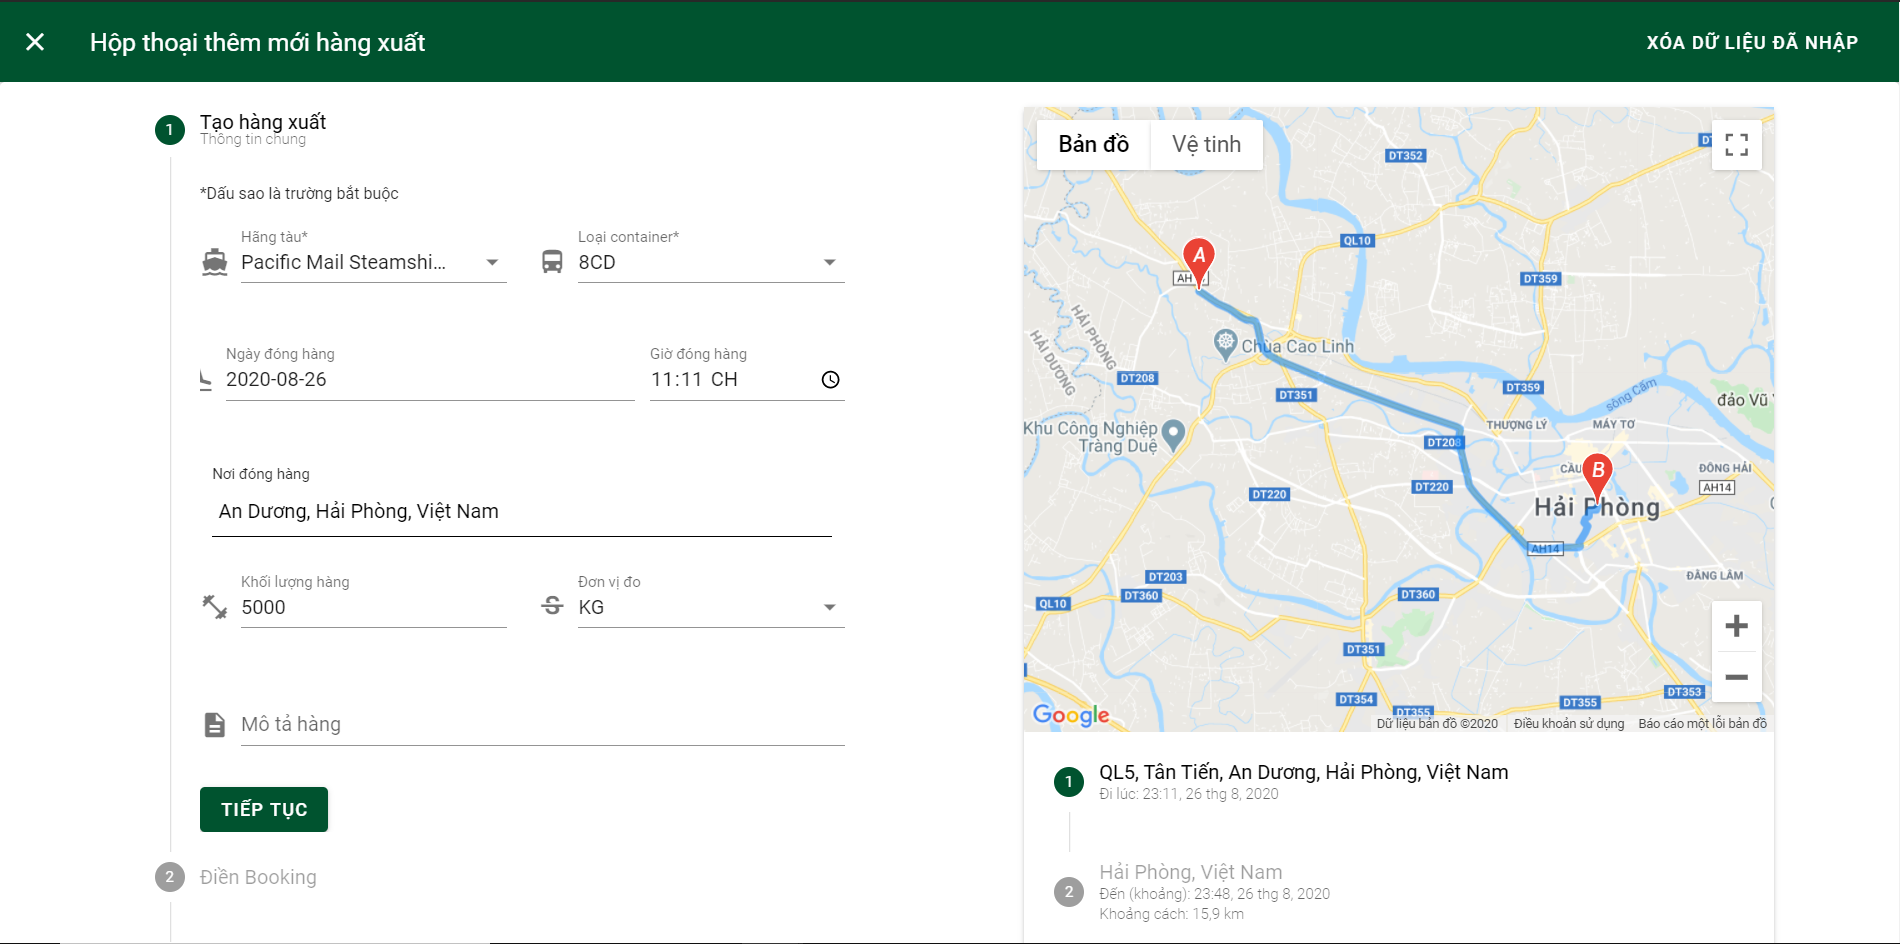 Hộp thoại thêm mới hàng xuất
XÓA DỮ LIỆU ĐÃ NHẬP
1
Tạo hàng xuất
Thông tin chung
*Dấu sao là trường bắt buộc
Hãng tàu*
Pacific Mail Steamshi...
Loại container*
8CD
Ngày đóng hàng
2020-08-26
Giờ đóng hàng
11:11 CH
Nơi đóng hàng
An Dương, Hải Phòng, Việt Nam
Khối lượng hàng
5000
Đơn vị đo
KG
Mô tả hàng
TIẾP TỤC
2
Điền Booking
Bản đồ
Vệ tinh
DT352
QL10
A
DT359
HẢI PHÒNG
HẢI DƯƠNG
Chùa Cao Linh
DT208
DT351
DT359
sông Cấm
đảo Vũ
Khu Công Nghiệp
Tràng Duệ
THƯỢNG LÝ
MÁY TƠ
DT208
B
ĐÔNG HẢI
AH14
DT220
DT220
Hải Phòng
AH14
ĐẰNG LÂM
DT203
DT360
QL10
DT360
DT351
DT354
DT355
DT355
DT353
Google
Dữ liệu bản đồ ©2020
Điều khoản sử dụng
Báo cáo một lỗi bản đồ
1
QL5, Tân Tiến, An Dương, Hải Phòng, Việt Nam
Đi lúc: 23:11, 26 thg 8, 2020
2
Hải Phòng, Việt Nam
Đến (khoảng): 23:48, 26 thg 8, 2020
Khoảng cách: 15,9 km